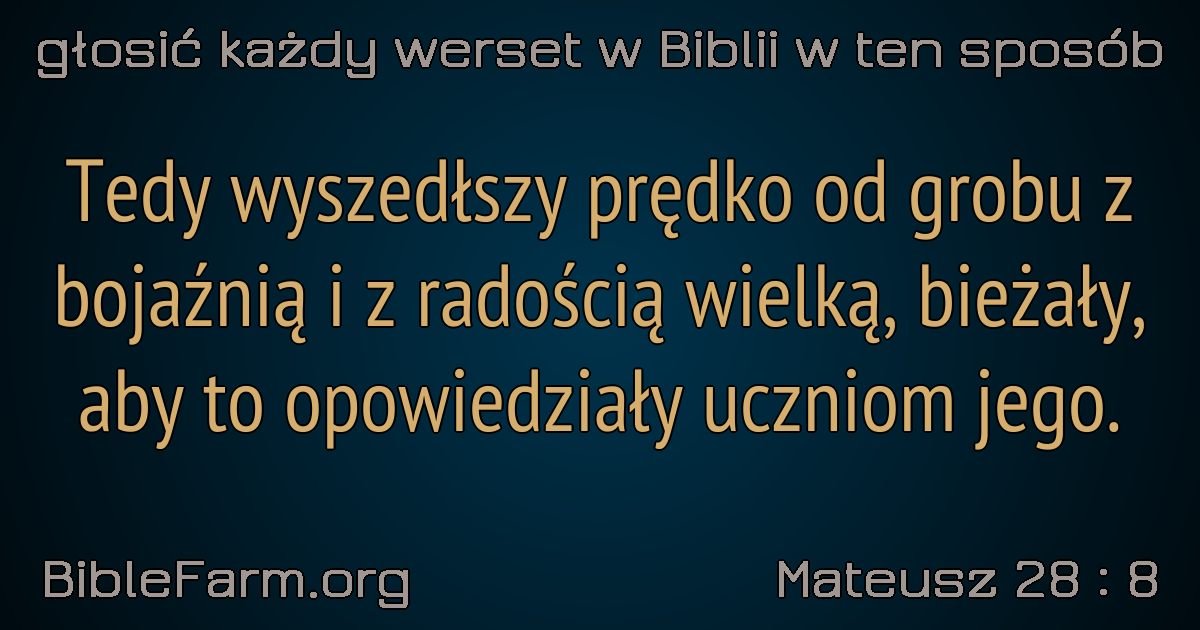 głosić każdy werset w Biblii w ten sposób
Tedy wyszedłszy prędko od grobu z
bojaźnią i z radością wielką, bieżały,
aby to opowiedziały uczniom jego.
BibleFarm.org
Mateusz 28 : 8